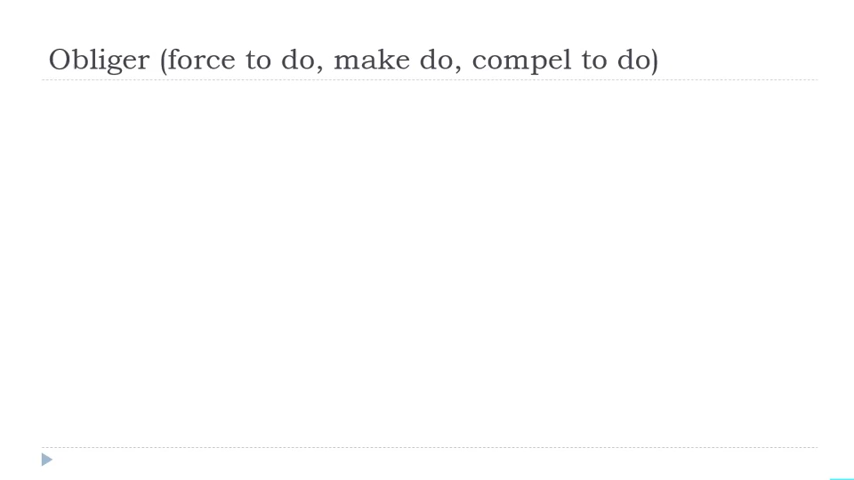 Obliger (force to do, make do, compel to do)